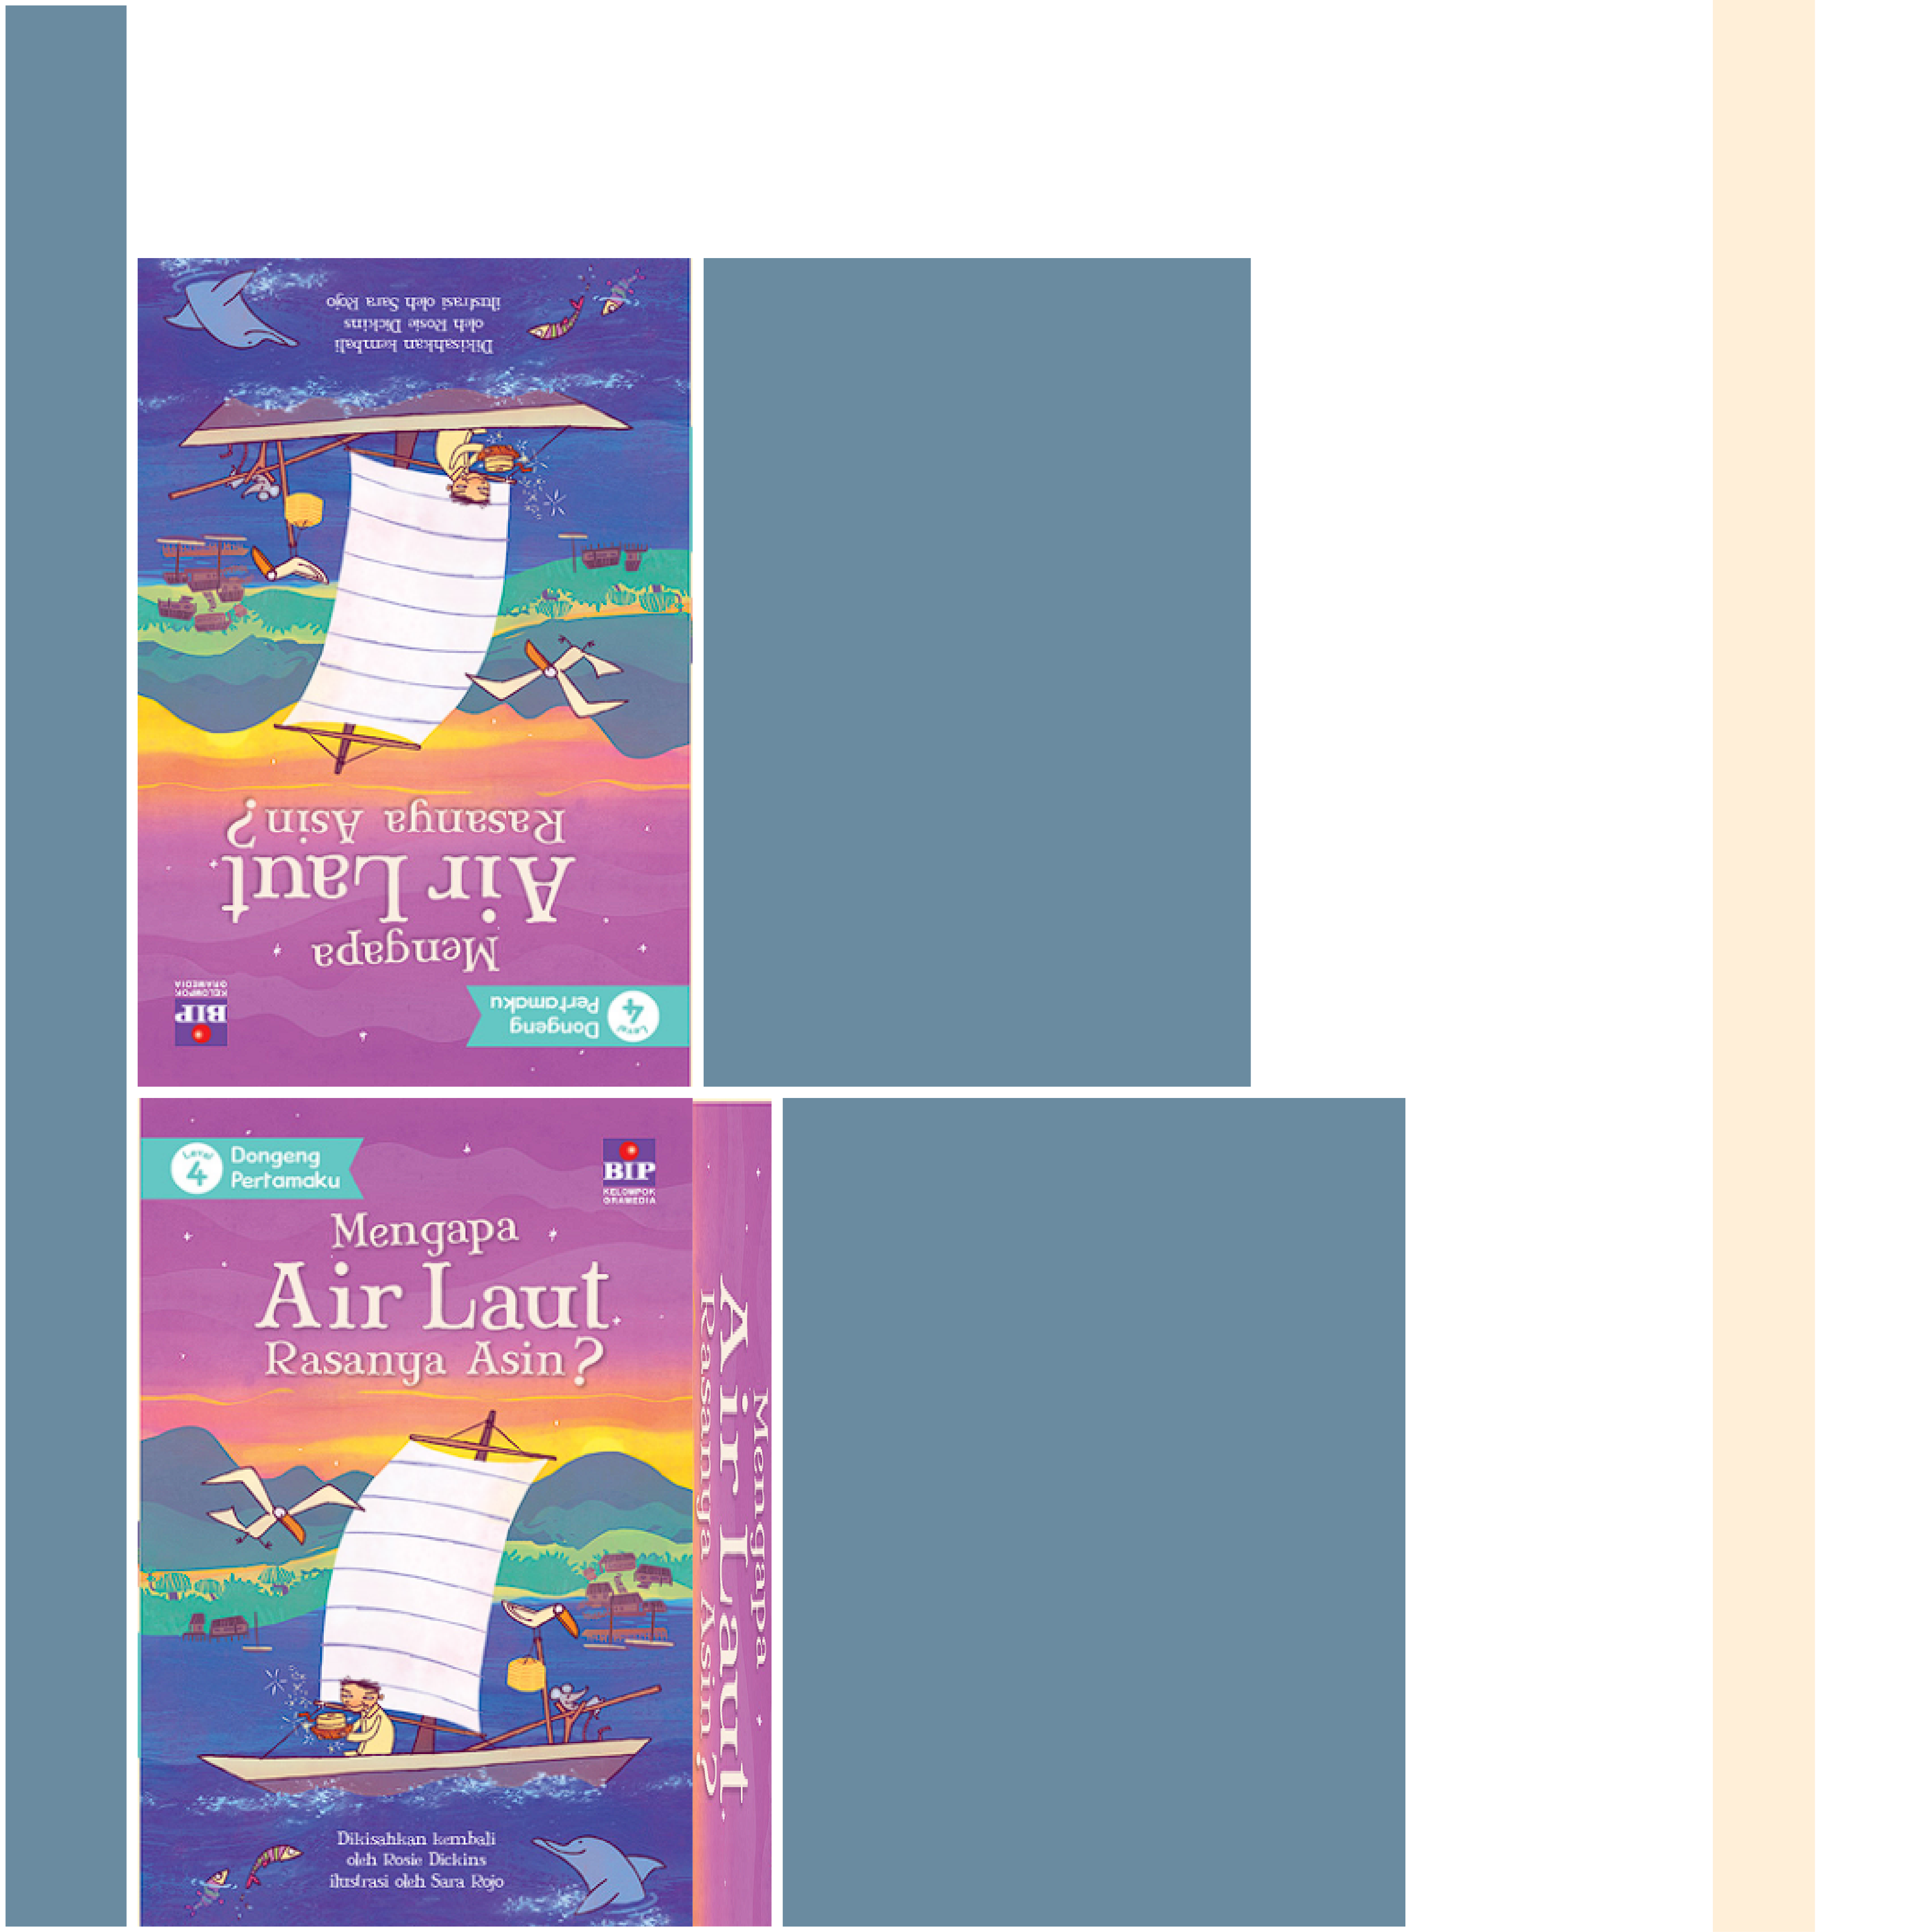 Dikisahkan kembali
oleh Rosie Dickins
ilustrasi oleh Sara Rojo
Mengapa
Air Laut
Rasanya Asin?
Level
4
Dongeng
Pertamaku
BIP
KELOMPOK
GRAMEDIA
Level
4
Dongeng
Pertamaku
BIP
KELOMPOK
GRAMEDIA
Mengapa
Air Laut
Rasanya Asin?
Dikisahkan kembali
oleh Rosie Dickins
ilustrasi oleh Sara Rojo
Mengapa
Air Laut
Rasanya Asin?